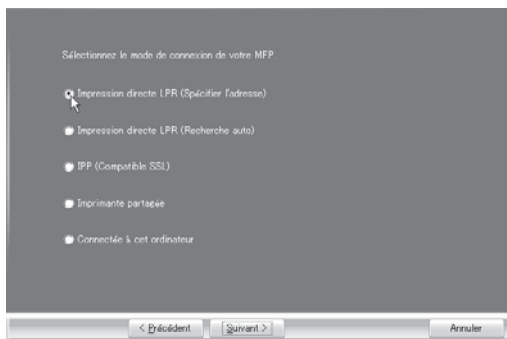 Sélectionnez le mode de connexion de votre MFP.
Impression directe LPR (Spécifier l'adresse)
Impression directe LPR (Recherche auto)
IPP (Compatible SSL)
Imprimante partagée
Connectée à cet ordinateur
< Précédent Suivant > Annuler